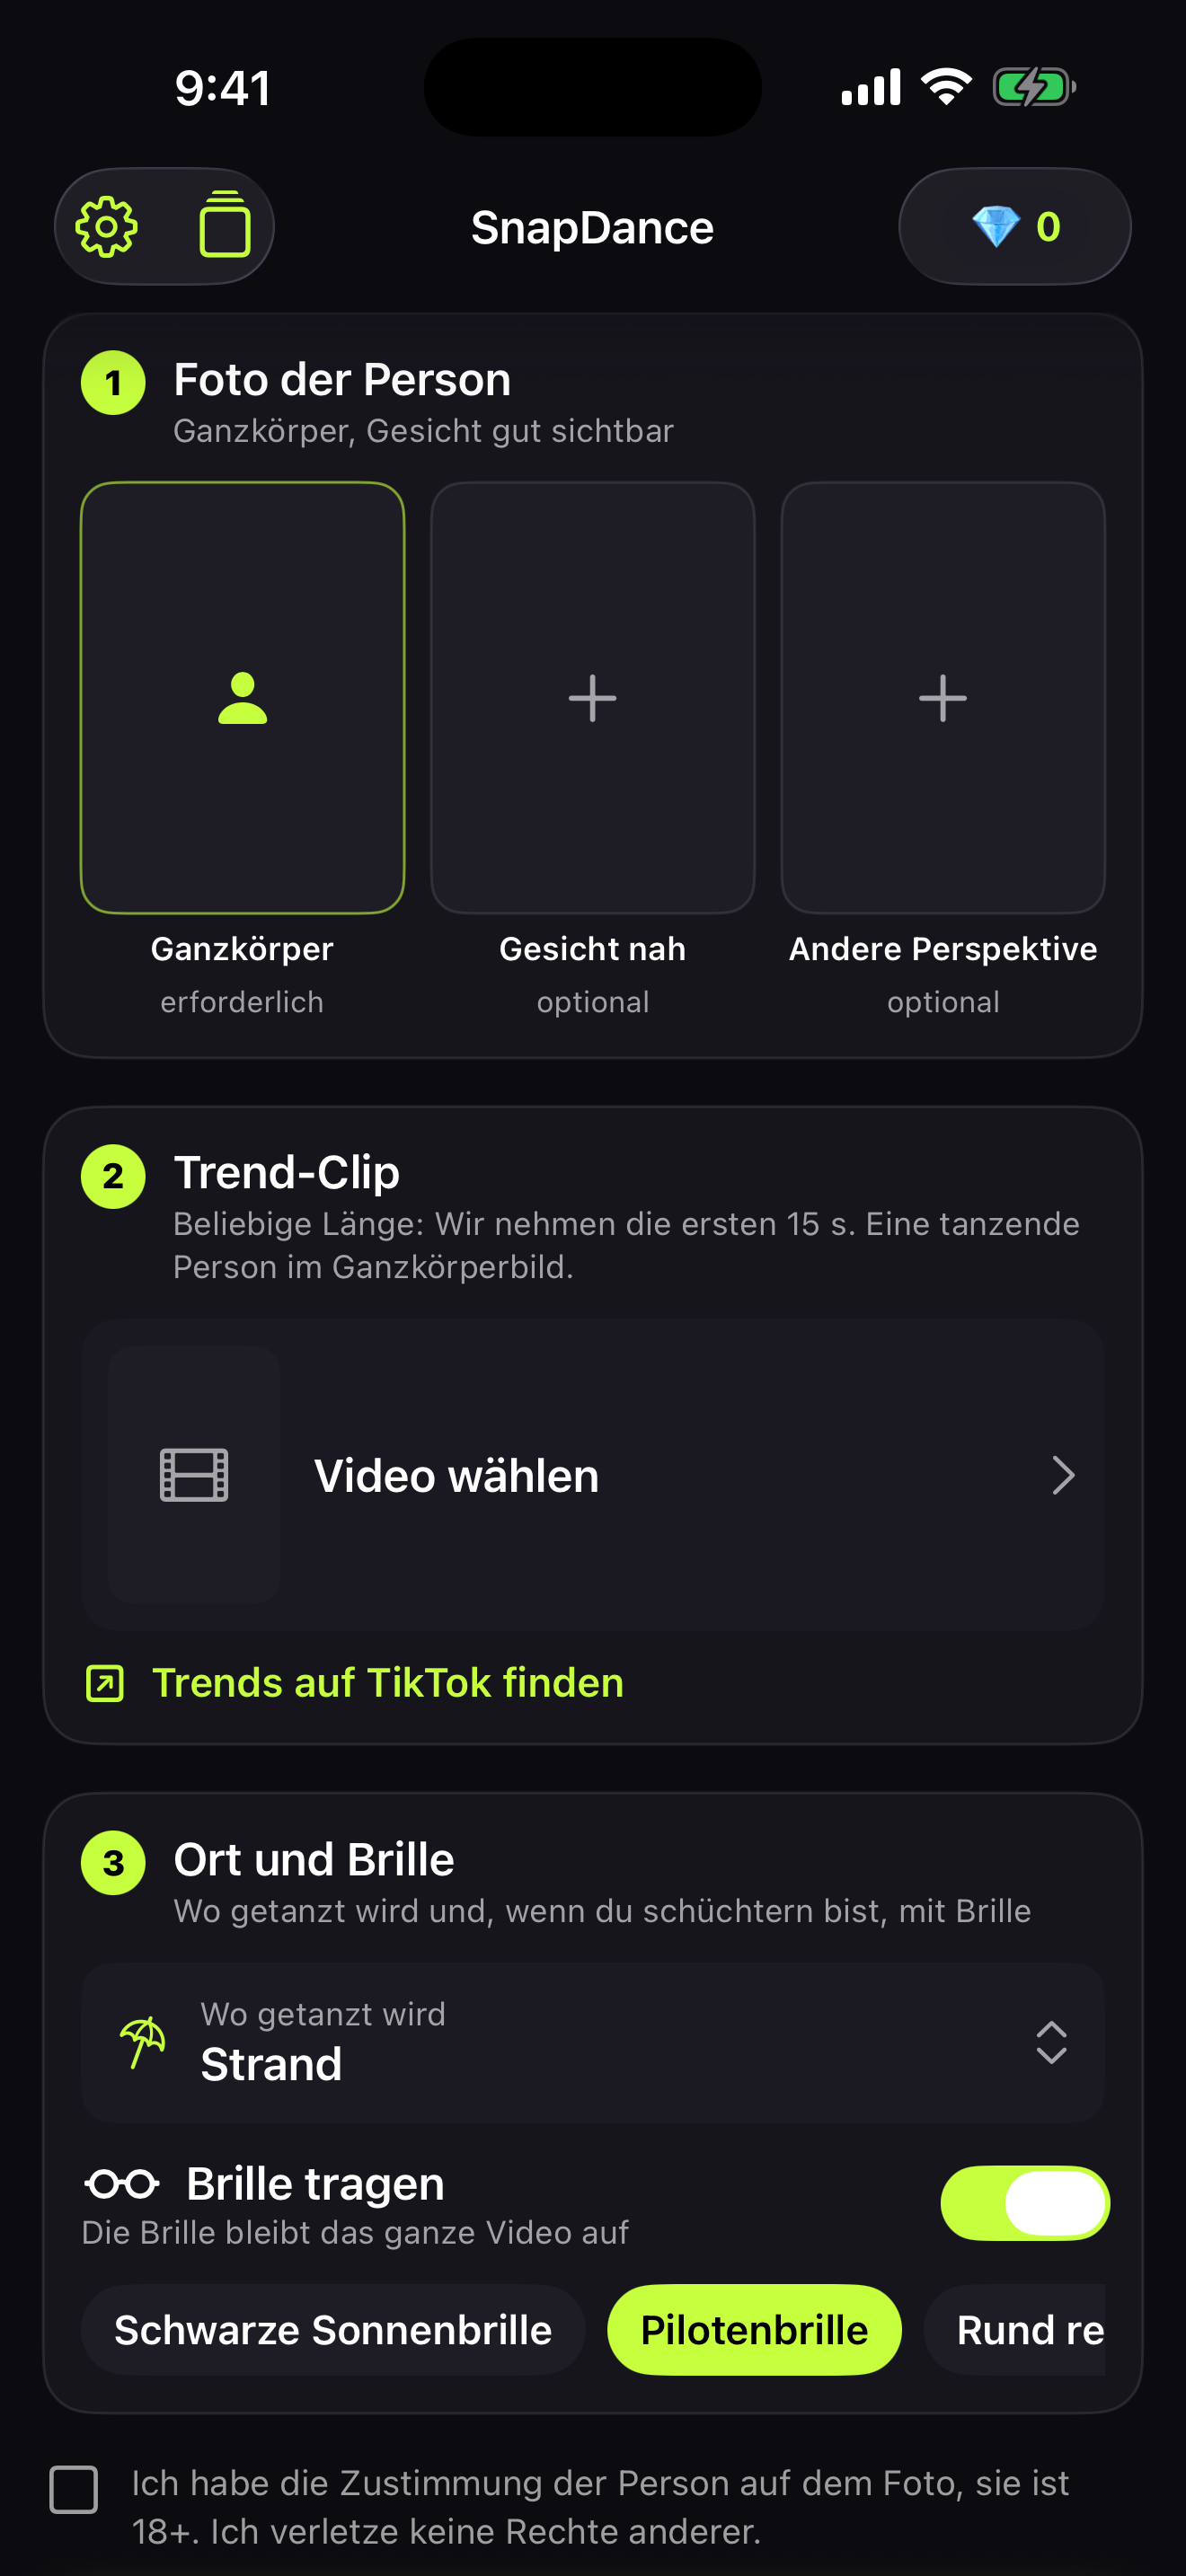 9:41
SnapDance
0
1
Foto der Person
Ganzkörper, Gesicht gut sichtbar
Ganzkörper
erforderlich
Gesicht nah
optional
Andere Perspektive
optional
2
Trend-Clip
Beliebige Länge: Wir nehmen die ersten 15 s. Eine tanzende
Person im Ganzkörperbild.
Video wählen
Trends auf TikTok finden
3
Ort und Brille
Wo getanzt wird und, wenn du schüchtern bist, mit Brille
Wo getanzt wird
Strand
Brille tragen
Die Brille bleibt das ganze Video auf
Schwarze Sonnenbrille
Pilotenbrille
Rund re
Ich habe die Zustimmung der Person auf dem Foto, sie ist
18+. Ich verletze keine Rechte anderer.